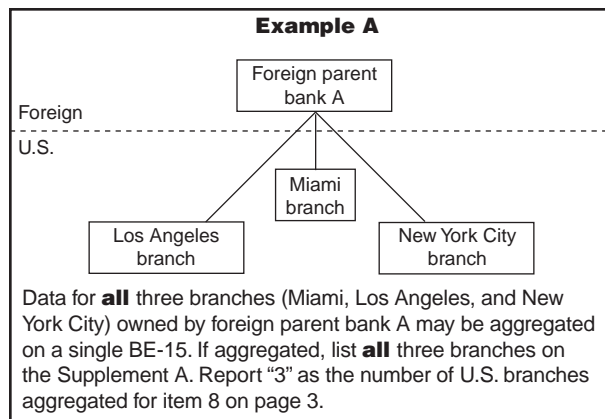 Example A
Foreign parent
bank A
Foreign
U.S.
Miami
branch
Los Angeles
branch
New York City
branch
Data for all three branches (Miami, Los Angeles, and New
York City) owned by foreign parent bank A may be aggregated
on a single BE-15. If aggregated, list all three branches on
the Supplement A. Report “3” as the number of U.S. branches
aggregated for item 8 on page 3.